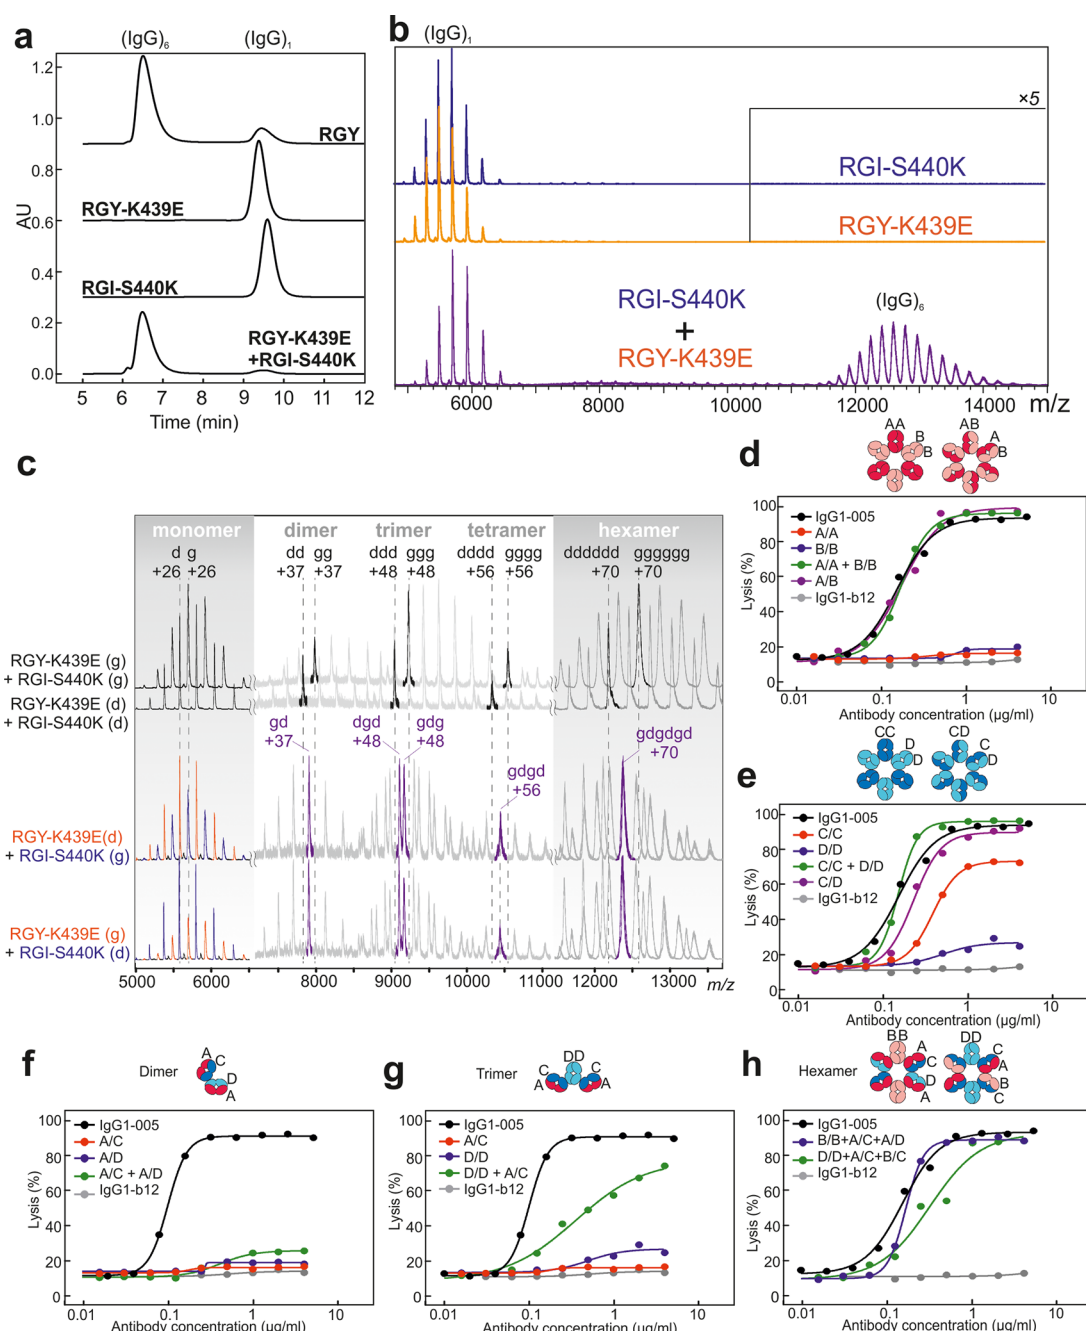 a
(IgG)6
(IgG)1
1.2
1.0
0.8
0.6
0.4
0.2
0.0
AU
RGY
RGY-K439E
RGI-S440K
RGY-K439E
+RGI-S440K
5 6 7 8 9 10 11 12
Time (min)
b
(IgG)1
×5
RGI-S440K
RGY-K439E
RGI-S440K
+
RGY-K439E
(IgG)6
6000 8000 10000 12000 14000 m/z
c
monomer dimer trimer tetramer hexamer
d g dd gg ddd ggg dddd gggg dddddd gggggg
+26 +26 +37 +37 +48 +48 +56 +56 +70 +70
RGY-K439E (g)
+ RGI-S440K (g)
RGY-K439E (d)
+ RGI-S440K (d)
gd
+37
dgd
+48
gdg
+48
gdgd
+56
gdgdgd
+70
RGY-K439E(d)
+ RGI-S440K (g)
RGY-K439E (g)
+ RGI-S440K (d)
5000 6000 8000 9000 10000 11000 12000 13000 m/z
d
AA
B
B
AB
A
B
100
80
60
40
20
0
Lysis (%)
IgG1-005
A/A
B/B
A/A + B/B
A/B
IgG1-b12
0.01 0.1 1 10
Antibody concentration (µg/ml)
e
CC
D
D
CD
C
D
100
80
60
40
20
0
Lysis (%)
IgG1-005
C/C
D/D
C/C + D/D
C/D
IgG1-b12
0.01 0.1 1 10
Antibody concentration (µg/ml)
f
Dimer
A
C
D
A
100
80
60
40
20
0
Lysis (%)
IgG1-005
A/C
A/D
A/C + A/D
IgG1-b12
0.01 0.1 1 10
Antibody concentration (µg/ml)
g
Trimer
DD
C
A
C
A
100
80
60
40
20
0
Lysis (%)
IgG1-005
A/C
D/D
D/D + A/C
IgG1-b12
0.01 0.1 1 10
Antibody concentration (µg/ml)
h
Hexamer
BB
A
C
D
A
DD
C
A
B
C
100
80
60
40
20
0
Lysis (%)
IgG1-005
B/B+A/C+A/D
D/D+A/C+B/C
IgG1-b12
0.01 0.1 1 10
Antibody concentration (µg/ml)